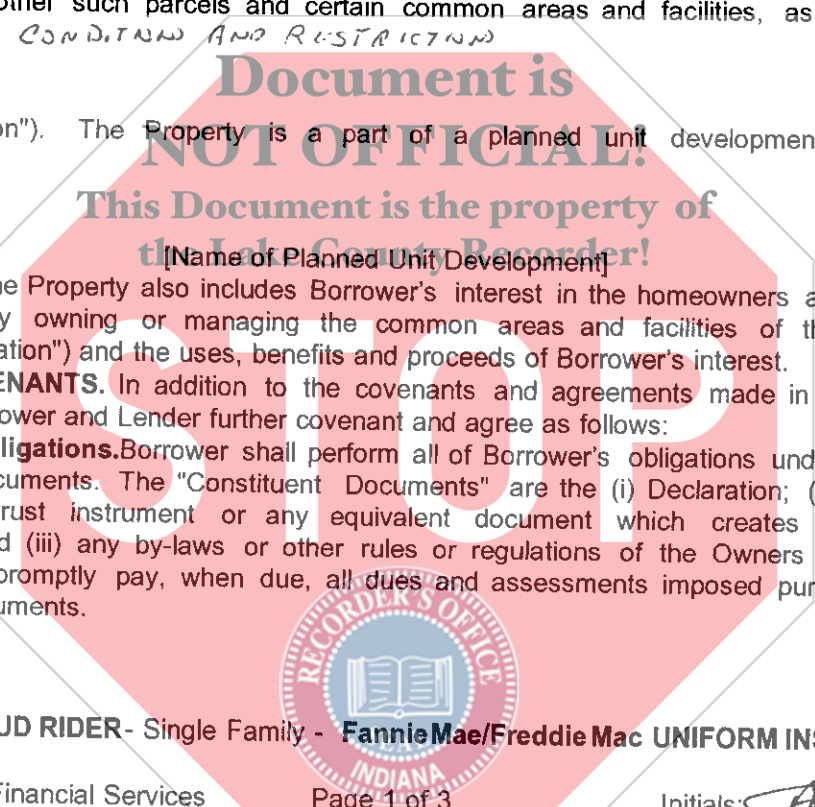 other such parcels and certain common areas and facilities, as
CONDITNN AND RESTRICTNN
Document is
on"). The Property is a part of a planned unit developmen
NOT OFFICIAL!
This Document is the property of
the Lake County Recorder!
[Name of Planned Unit Development]
he Property also includes Borrower's interest in the homeowners a
y owning or managing the common areas and facilities of th
ation") and the uses, benefits and proceeds of Borrower's interest.
ENANTS. In addition to the covenants and agreements made in
ower and Lender further covenant and agree as follows:
ligations.Borrower shall perform all of Borrower's obligations und
cuments. The "Constituent Documents" are the (i) Declaration; (
rust instrument or any equivalent document which creates
d (iii) any by-laws or other rules or regulations of the Owners
promptly pay, when due, all dues and assessments imposed pur
uments.
STOP
RECORDER'S OFFICE
INDIANA
UD RIDER- Single Family - Fannie Mae/Freddie Mac UNIFORM INS
Financial Services Page 1 of 3 Initials: